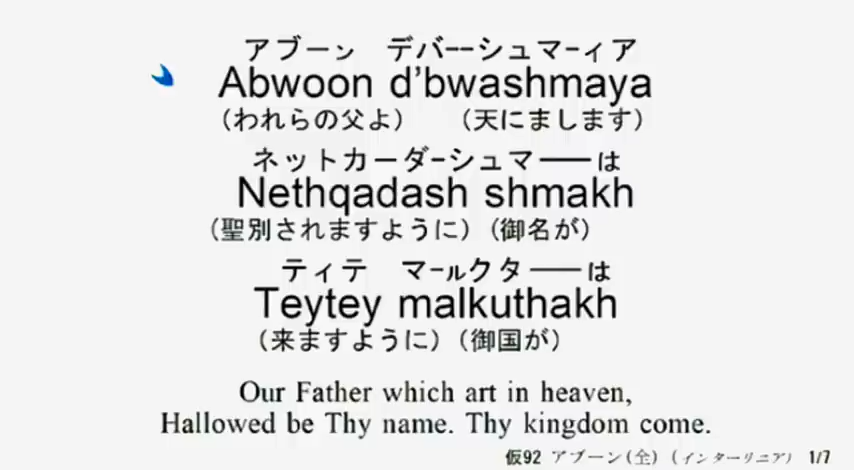 アブーン　デバーシュマーィア
Abwoon d'bwashmaya
（われらの父よ）　（天にまします）
ネットカーダーシュマ――は
Nethqadash shmakh
（聖別されますように）（御名が）
ティテ　マールクター――は
Teytey malkuthakh
（来ますように）（御国が）
Our Father which art in heaven,
Hallowed be Thy name. Thy kingdom come.
仮92 アブーン(全)（インターリニア） 1/7